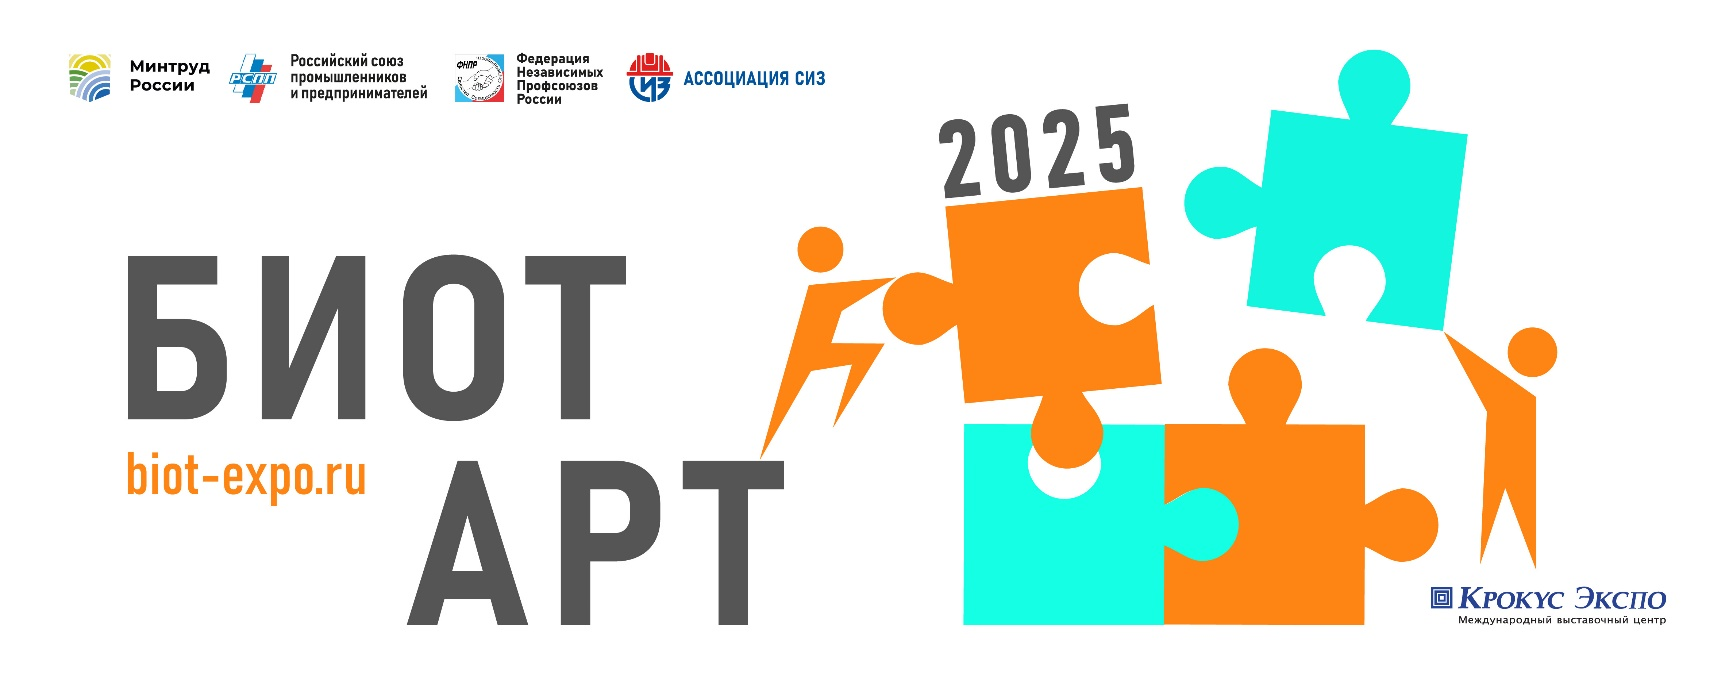 Минтруд
России
РСПП
Российский союз
промышленников
и предпринимателей
ФНПР
Федерация
Независимых
Профсоюзов
России
СИЗ
АССОЦИАЦИЯ СИЗ
2025
БИОТ
biot-expo.ru
АРТ
КРОКУС ЭКСПО
Международный выставочный центр